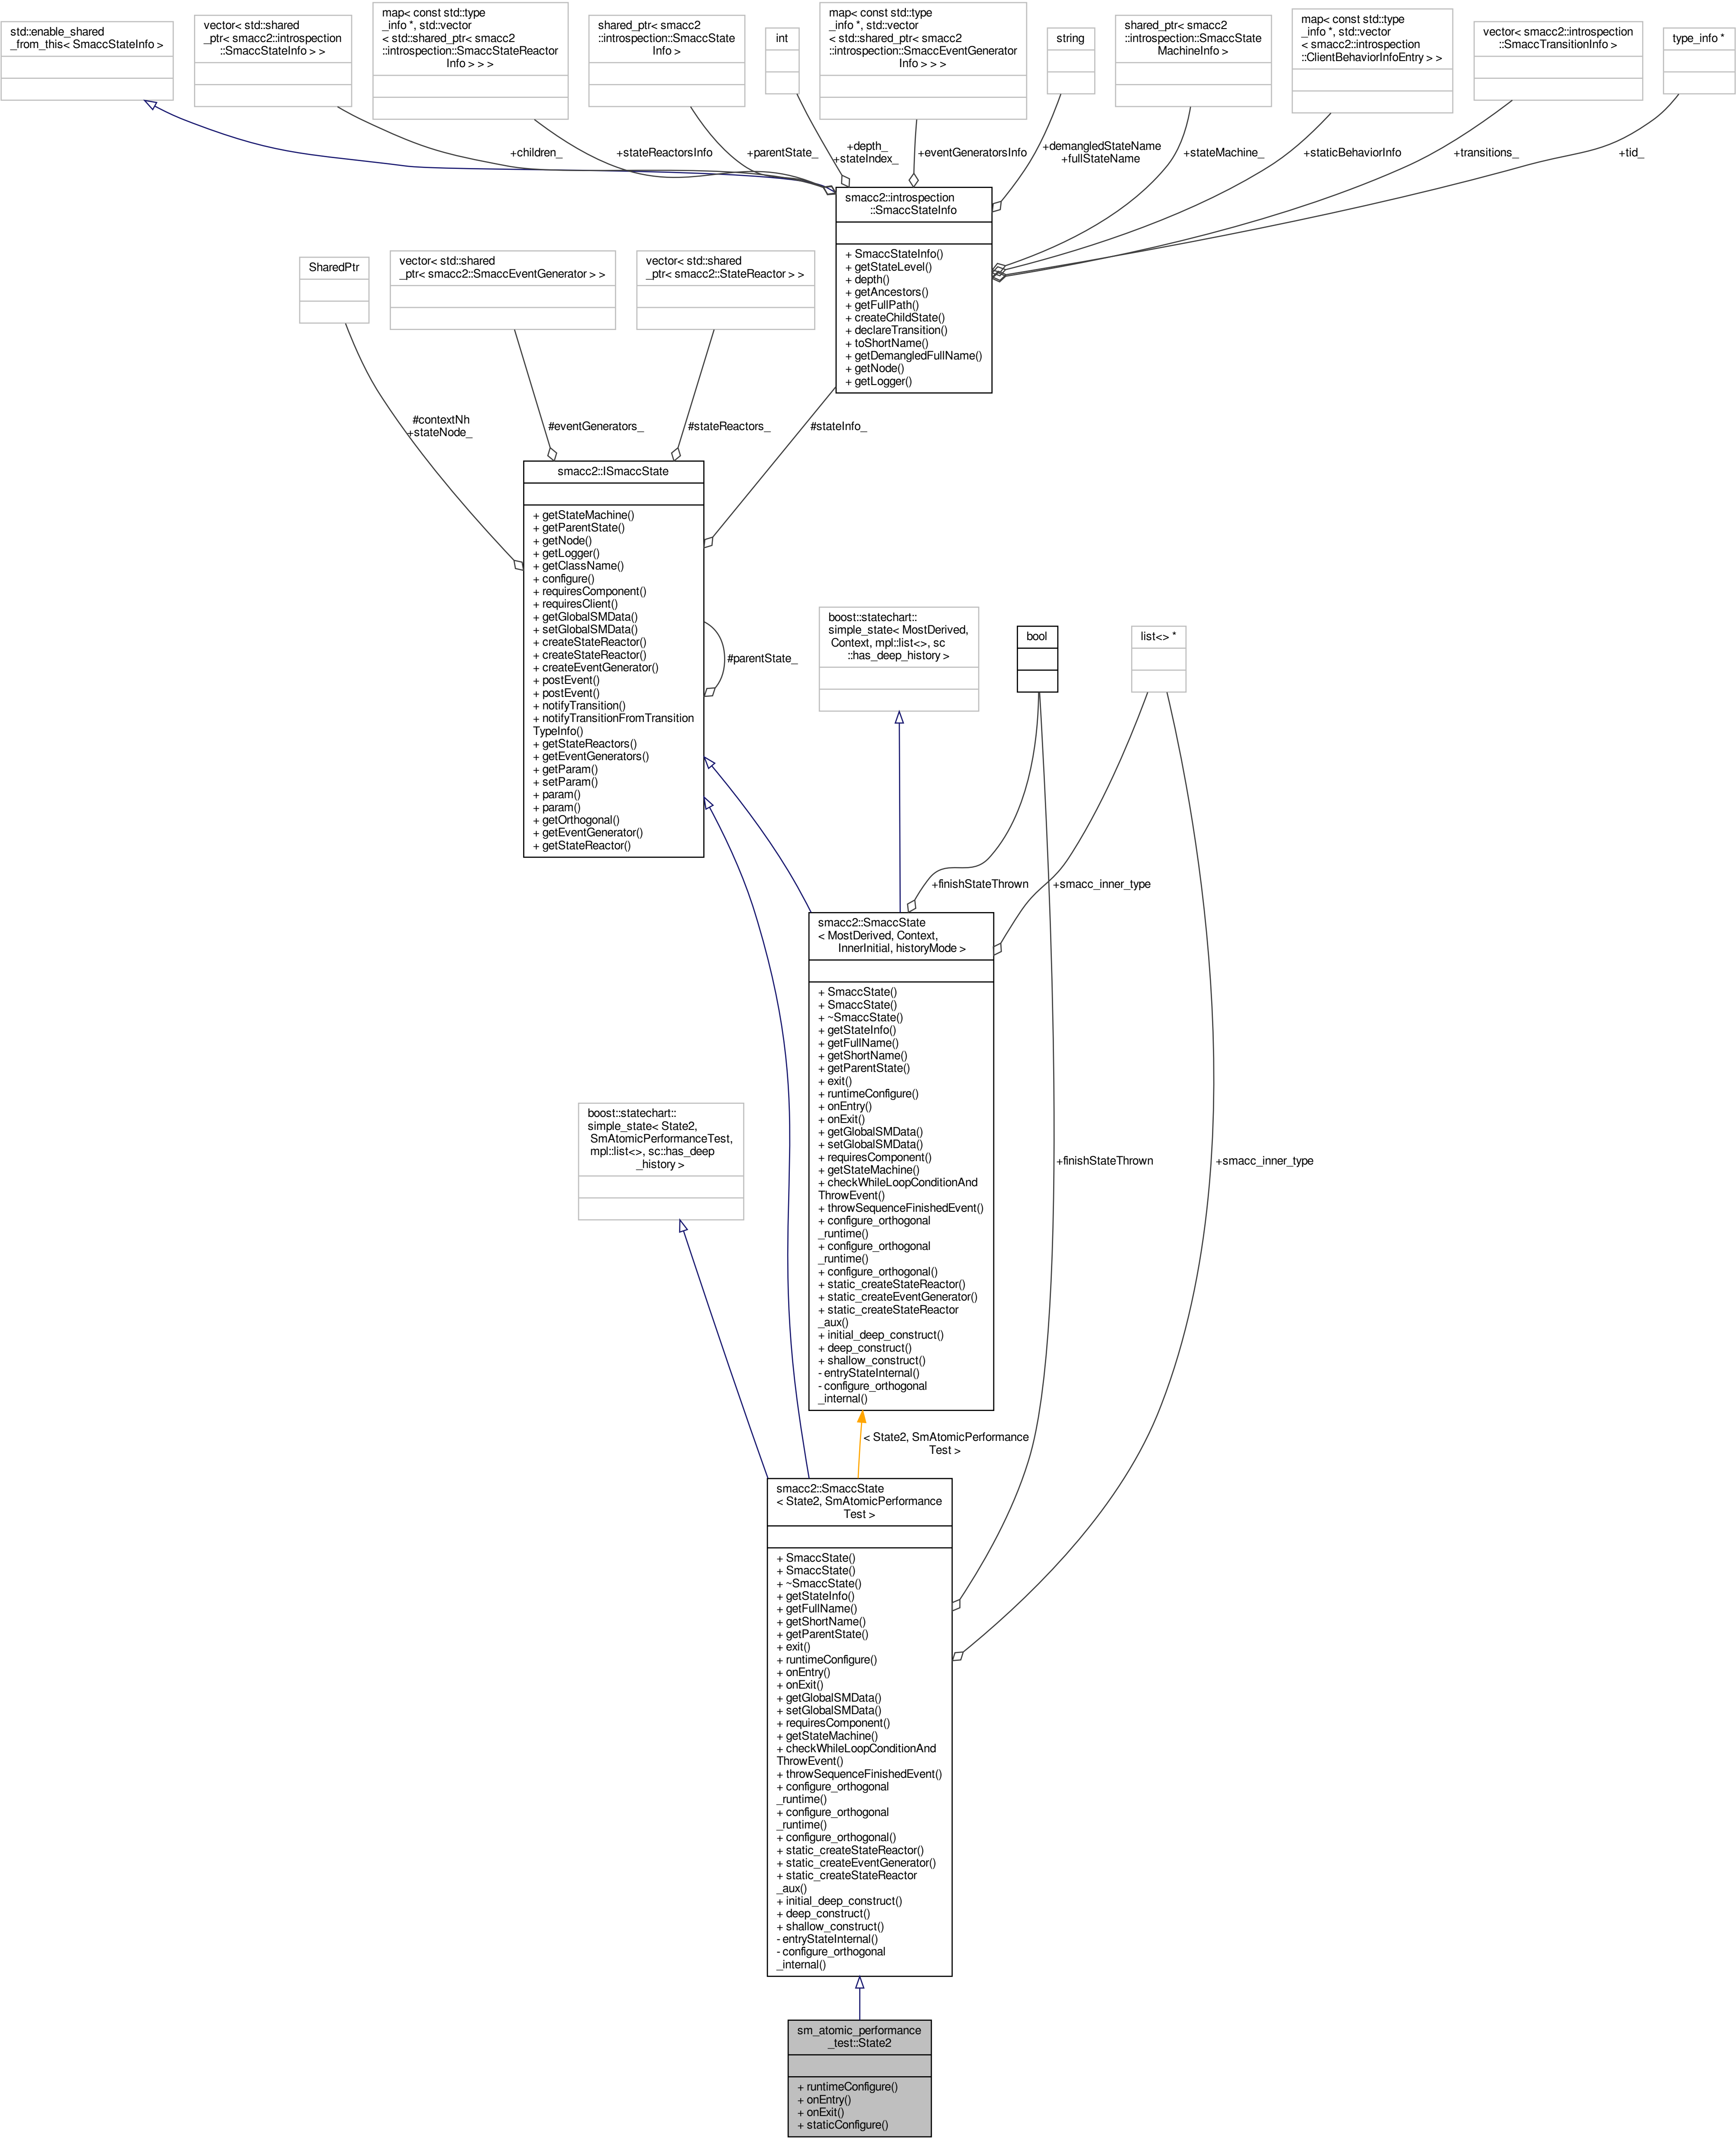 std::enable_shared
_from_this< SmaccStateInfo >
vector< std::shared
_ptr< smacc2::introspection
::SmaccStateInfo > >
map< const std::type
_info *, std::vector
< std::shared_ptr< smacc2
::introspection::SmaccStateReactor
Info > > >
shared_ptr< smacc2
::introspection::SmaccState
Info >
int
map< const std::type
_info *, std::vector
< std::shared_ptr< smacc2
::introspection::SmaccEventGenerator
Info > > >
string
shared_ptr< smacc2
::introspection::SmaccState
MachineInfo >
map< const std::type
_info *, std::vector
< smacc2::introspection
::ClientBehaviorInfoEntry > >
vector< smacc2::introspection
::SmaccTransitionInfo >
type_info *
+children_
+stateReactorsInfo
+parentState_
+depth_
+stateIndex_
+eventGeneratorsInfo
+demangledStateName
+fullStateName
+stateMachine_
+staticBehaviorInfo
+transitions_
+tid_
smacc2::introspection
::SmaccStateInfo
+ SmaccStateInfo()
+ getStateLevel()
+ depth()
+ getAncestors()
+ getFullPath()
+ createChildState()
+ declareTransition()
+ toShortName()
+ getDemangledFullName()
+ getNode()
+ getLogger()
SharedPtr
vector< std::shared
_ptr< smacc2::SmaccEventGenerator > >
vector< std::shared
_ptr< smacc2::StateReactor > >
#contextNh
+stateNode_
#eventGenerators_
#stateReactors_
#stateInfo_
smacc2::ISmaccState
+ getStateMachine()
+ getParentState()
+ getNode()
+ getLogger()
+ getClassName()
+ configure()
+ requiresComponent()
+ requiresClient()
+ getGlobalSMData()
+ setGlobalSMData()
+ createStateReactor()
+ createStateReactor()
+ createEventGenerator()
+ postEvent()
+ postEvent()
+ notifyTransition()
+ notifyTransitionFromTransition
TypeInfo()
+ getStateReactors()
+ getEventGenerators()
+ getParam()
+ setParam()
+ param()
+ param()
+ getOrthogonal()
+ getEventGenerator()
+ getStateReactor()
#parentState_
boost::statechart::
simple_state< MostDerived,
Context, mpl::list<>, sc
::has_deep_history >
bool
list<> *
+finishStateThrown
+smacc_inner_type
smacc2::SmaccState
< MostDerived, Context,
InnerInitial, historyMode >
+ SmaccState()
+ SmaccState()
+ ~SmaccState()
+ getStateInfo()
+ getFullName()
+ getShortName()
+ getParentState()
+ exit()
+ runtimeConfigure()
+ onEntry()
+ onExit()
+ getGlobalSMData()
+ setGlobalSMData()
+ requiresComponent()
+ getStateMachine()
+ checkWhileLoopConditionAnd
ThrowEvent()
+ throwSequenceFinishedEvent()
+ configure_orthogonal
_runtime()
+ configure_orthogonal
_runtime()
+ configure_orthogonal()
+ static_createStateReactor()
+ static_createEventGenerator()
+ static_createStateReactor
_aux()
+ initial_deep_construct()
+ deep_construct()
+ shallow_construct()
- entryStateInternal()
- configure_orthogonal
_internal()
boost::statechart::
simple_state< State2,
SmAtomicPerformanceTest,
mpl::list<>, sc::has_deep
_history >
+finishStateThrown
+smacc_inner_type
< State2, SmAtomicPerformance
Test >
smacc2::SmaccState
< State2, SmAtomicPerformance
Test >
+ SmaccState()
+ SmaccState()
+ ~SmaccState()
+ getStateInfo()
+ getFullName()
+ getShortName()
+ getParentState()
+ exit()
+ runtimeConfigure()
+ onEntry()
+ onExit()
+ getGlobalSMData()
+ setGlobalSMData()
+ requiresComponent()
+ getStateMachine()
+ checkWhileLoopConditionAnd
ThrowEvent()
+ throwSequenceFinishedEvent()
+ configure_orthogonal
_runtime()
+ configure_orthogonal
_runtime()
+ configure_orthogonal()
+ static_createStateReactor()
+ static_createEventGenerator()
+ static_createStateReactor
_aux()
+ initial_deep_construct()
+ deep_construct()
+ shallow_construct()
- entryStateInternal()
- configure_orthogonal
_internal()
sm_atomic_performance
_test::State2
+ runtimeConfigure()
+ onEntry()
+ onExit()
+ staticConfigure()